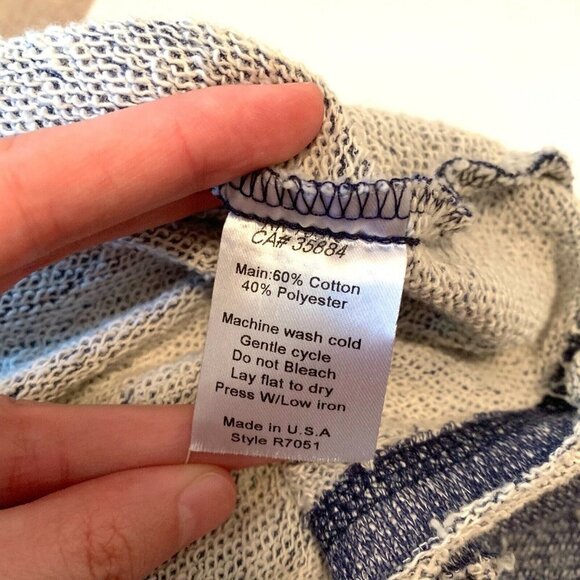 CA# 35884
Main:60% Cotton
40% Polyester
Machine wash cold
Gentle cycle
Do not Bleach
Lay flat to dry
Press W/Low iron
Made in U.S.A
Style R7051